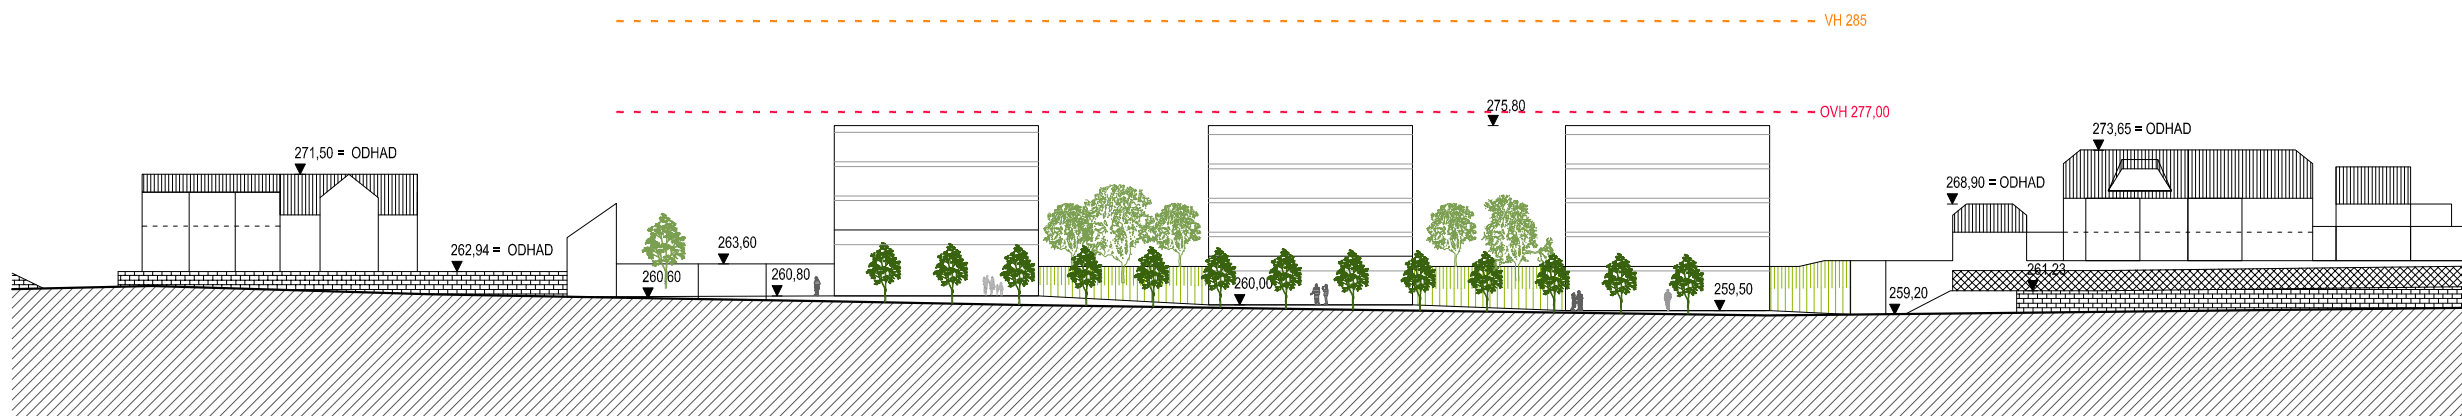 VH 285
OVH 277,00
275,80
271,50 = ODHAD
273,65 = ODHAD
268,90 = ODHAD
262,94 = ODHAD
263,60
260,60
260,80
260,00
259,50
261,23
259,20